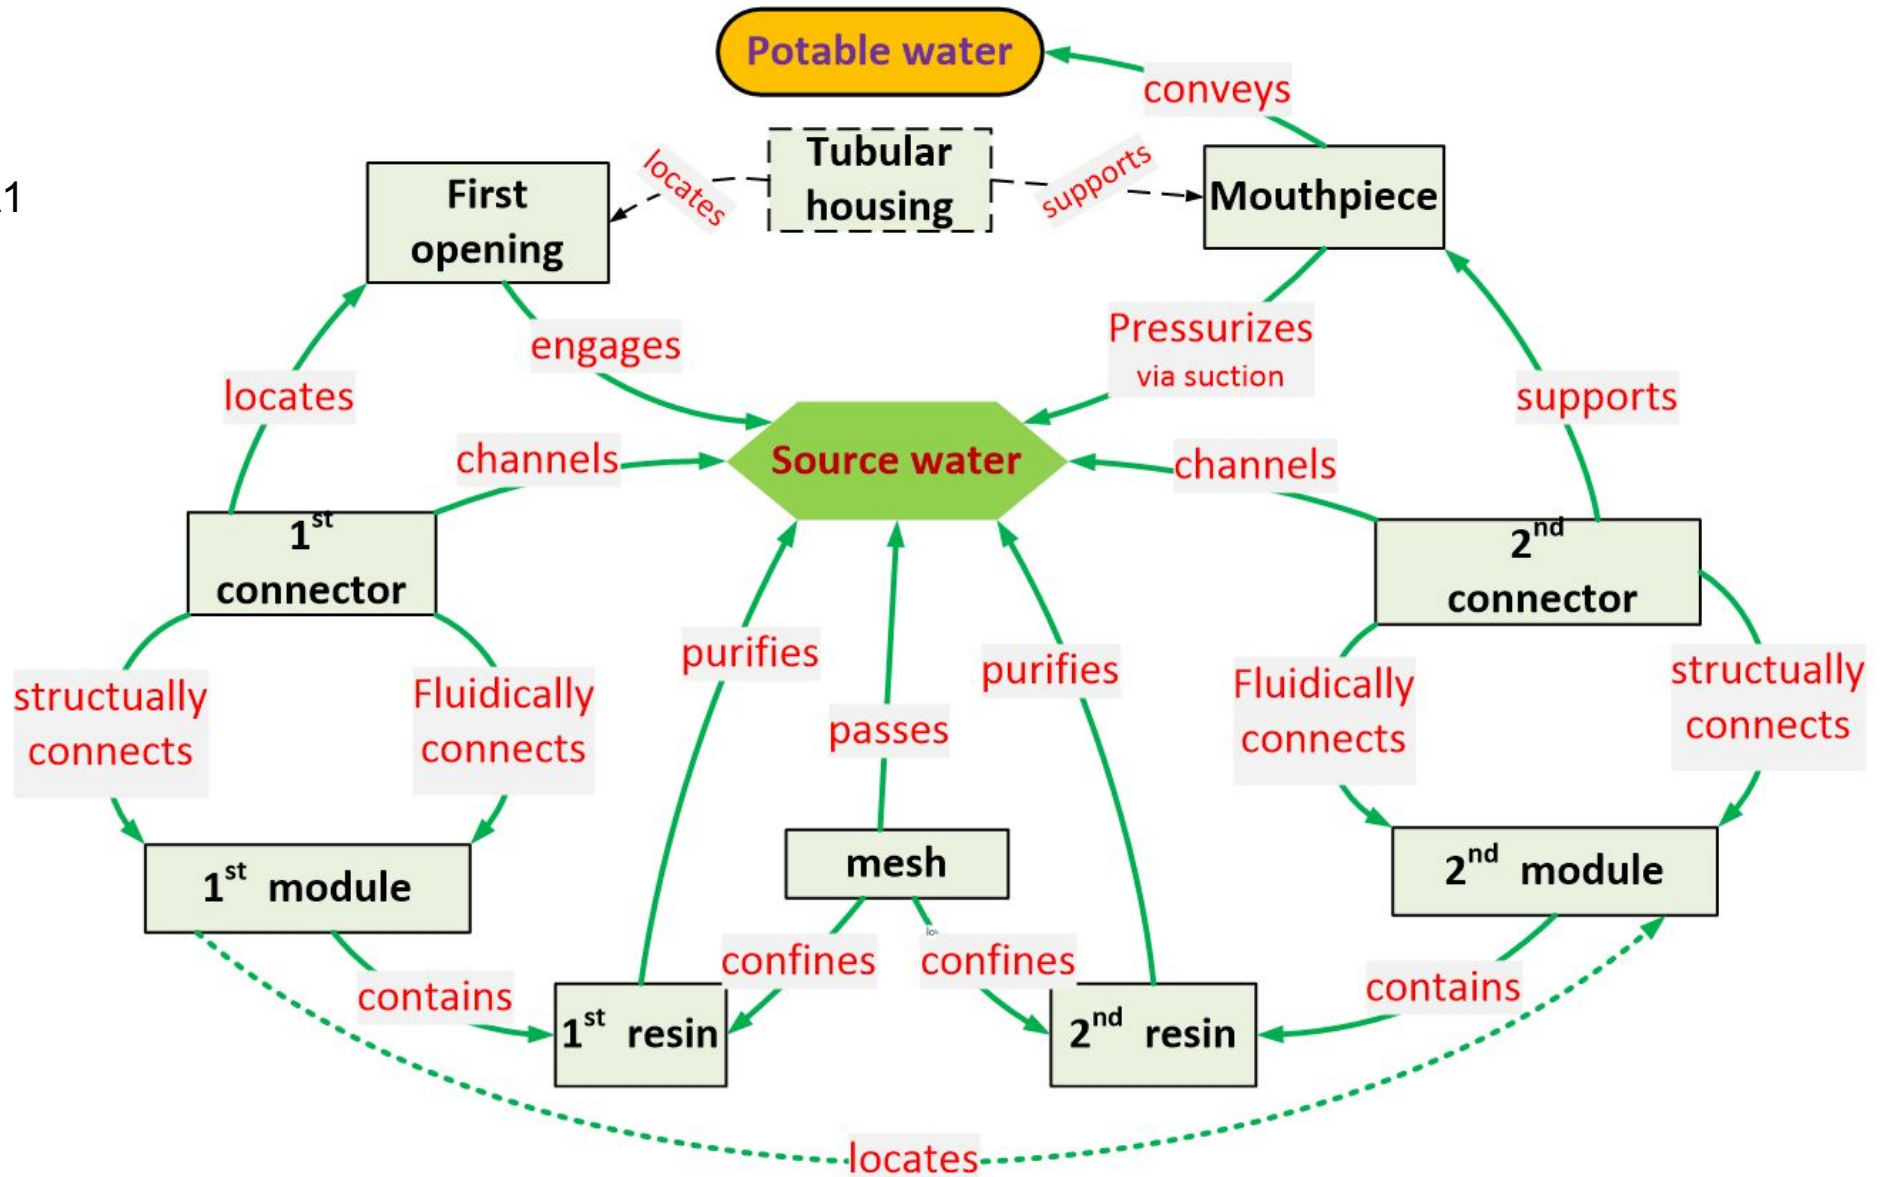 Potable water
conveys
Tubular
housing
locates
supports
First
opening
Mouthpiece
1
engages
Pressurizes
via suction
locates
supports
channels
Source water
channels
1st
connector
2nd
connector
structually
connects
Fluidically
connects
purifies
passes
purifies
Fluidically
connects
structually
connects
1st module
mesh
2nd module
contains
confines
confines
contains
1st resin
2nd resin
locates